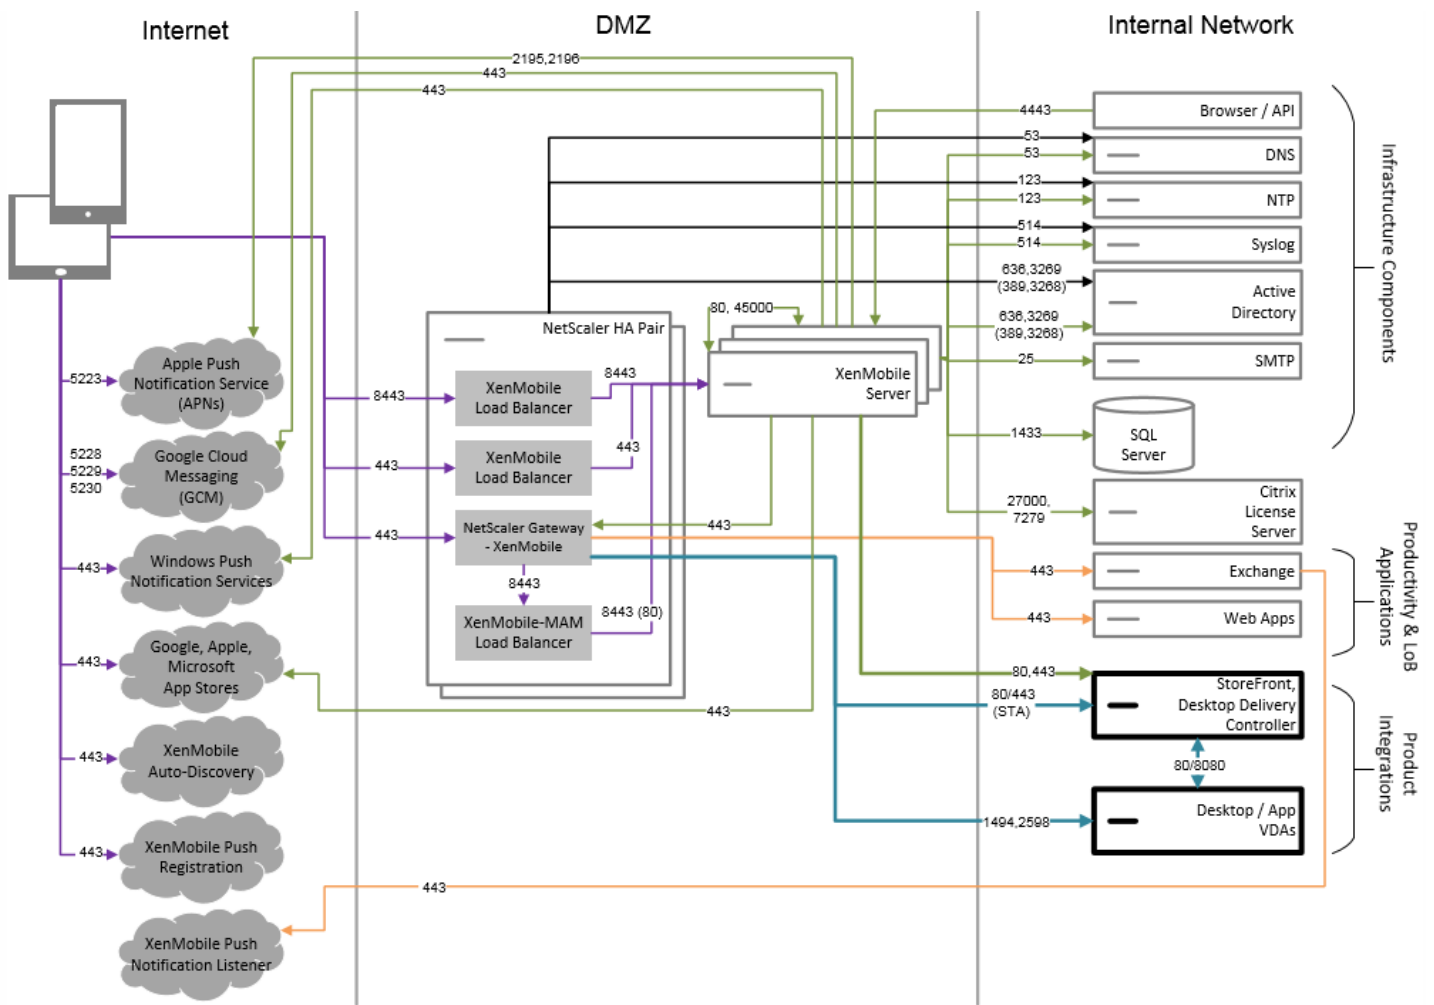 Internet
DMZ
Internal Network
2195,2196
443
443
4443
Browser / API
53
53
DNS
123
123
NTP
514
514
Syslog
636,3269
(389,3268)
636,3269
(389,3268)
Active
Directory
25
SMTP
1433
SQL
Server
27000,
7279
Citrix
License
Server
Infrastructure Components
80, 45000
NetScaler HA Pair
XenMobile
Server
5223
Apple Push
Notification Service
(APNs)
8443
XenMobile
Load Balancer
8443
5228
5229
5230
Google Cloud
Messaging
(GCM)
443
XenMobile
Load Balancer
443
443
NetScaler Gateway
- XenMobile
443
8443
443
Windows Push
Notification Services
XenMobile-MAM
Load Balancer
8443 (80)
443
Exchange
443
Web Apps
Productivity & LoB
Applications
443
Google, Apple,
Microsoft
App Stores
443
80,443
80/443
(STA)
StoreFront,
Desktop Delivery
Controller
80/8080
1494,2598
Desktop / App
VDAs
Product
Integrations
443
XenMobile
Auto-Discovery
443
XenMobile Push
Registration
443
XenMobile Push
Notification Listener